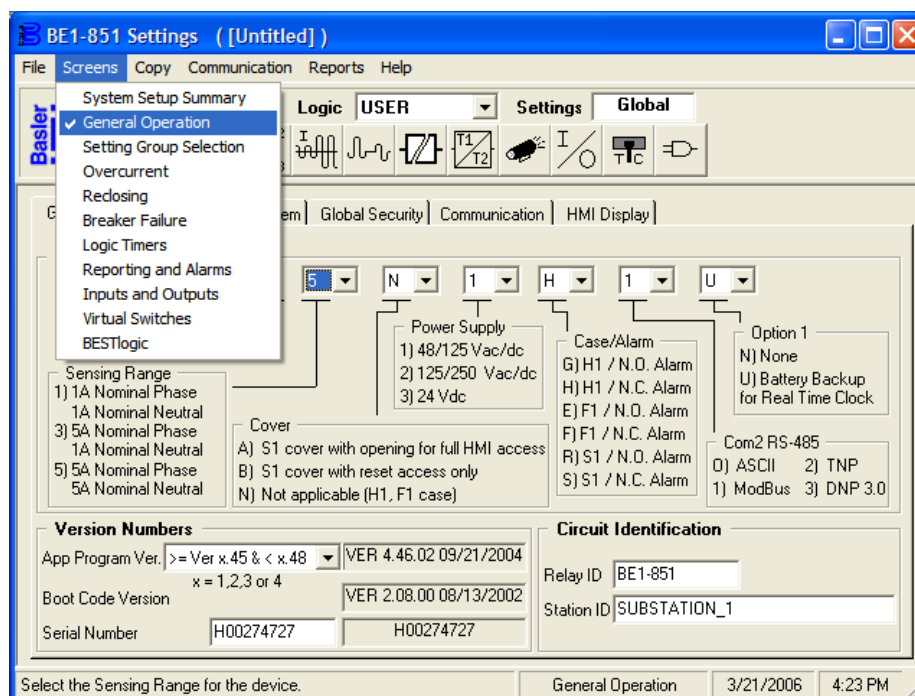 BE1-851 Settings ( [Untitled] )
File Screens Copy Communication Reports Help
System Setup Summary
✓ General Operation
Setting Group Selection
Overcurrent
Reclosing
Breaker Failure
Logic Timers
Reporting and Alarms
Inputs and Outputs
Virtual Switches
BESTlogic
Basler
Logic USER Settings Global
I T1 T2 I/O TTC
G em Global Security Communication HMI Display
5 N 1 H 1 U
Sensing Range
1) 1A Nominal Phase
1A Nominal Neutral
3) 5A Nominal Phase
1A Nominal Neutral
5) 5A Nominal Phase
5A Nominal Neutral
Cover
A) S1 cover with opening for full HMI access
B) S1 cover with reset access only
N) Not applicable (H1, F1 case)
Power Supply
1) 48/125 Vac/dc
2) 125/250 Vac/dc
3) 24 Vdc
Case/Alarm
G) H1 / N.O. Alarm
H) H1 / N.C. Alarm
E) F1 / N.O. Alarm
F) F1 / N.C. Alarm
R) S1 / N.O. Alarm
S) S1 / N.C. Alarm
Option 1
N) None
U) Battery Backup
for Real Time Clock
Com2 RS-485
0) ASCII 2) TNP
1) ModBus 3) DNP 3.0
Version Numbers
App Program Ver. >= Ver x.45 & < x.48 VER 4.46.02 09/21/2004
x = 1,2,3 or 4
Boot Code Version VER 2.08.00 08/13/2002
Serial Number H00274727 H00274727
Circuit Identification
Relay ID BE1-851
Station ID SUBSTATION_1
Select the Sensing Range for the device. General Operation 3/21/2006 4:23 PM